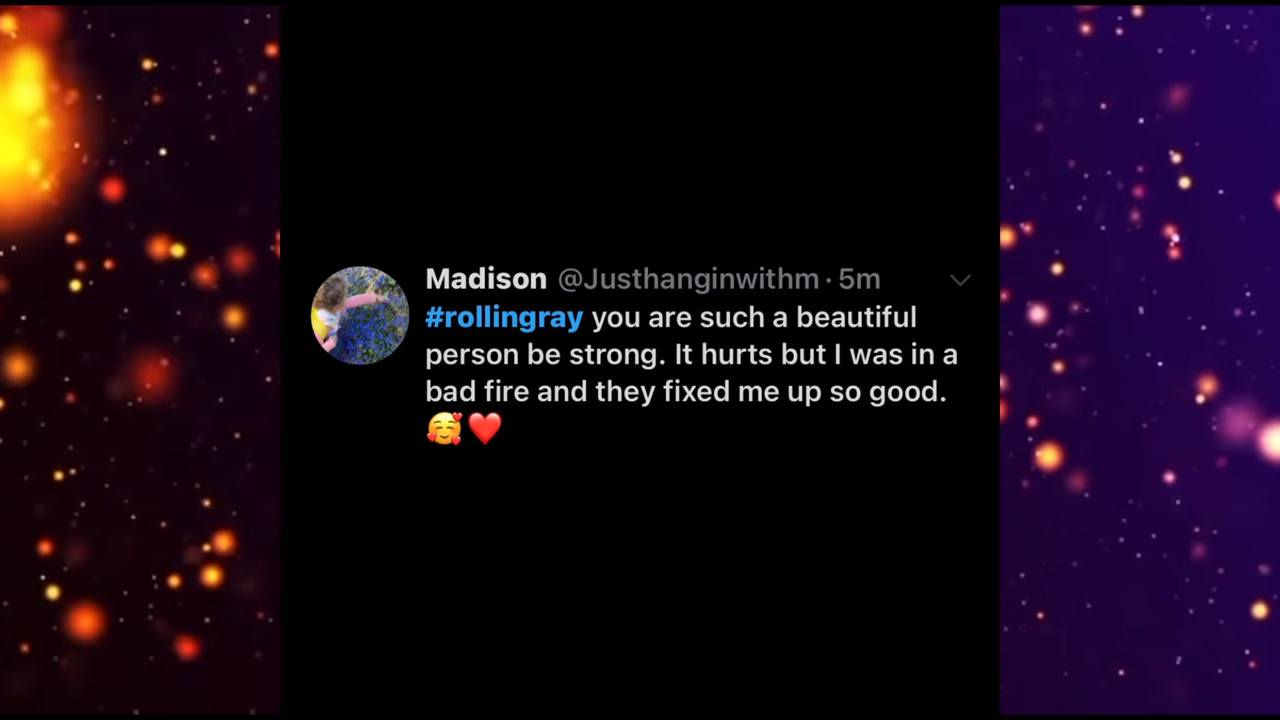 Madison @Justhanginwithm · 5m
#rollingray you are such a beautiful
person be strong. It hurts but I was in a
bad fire and they fixed me up so good.
🥰❤️